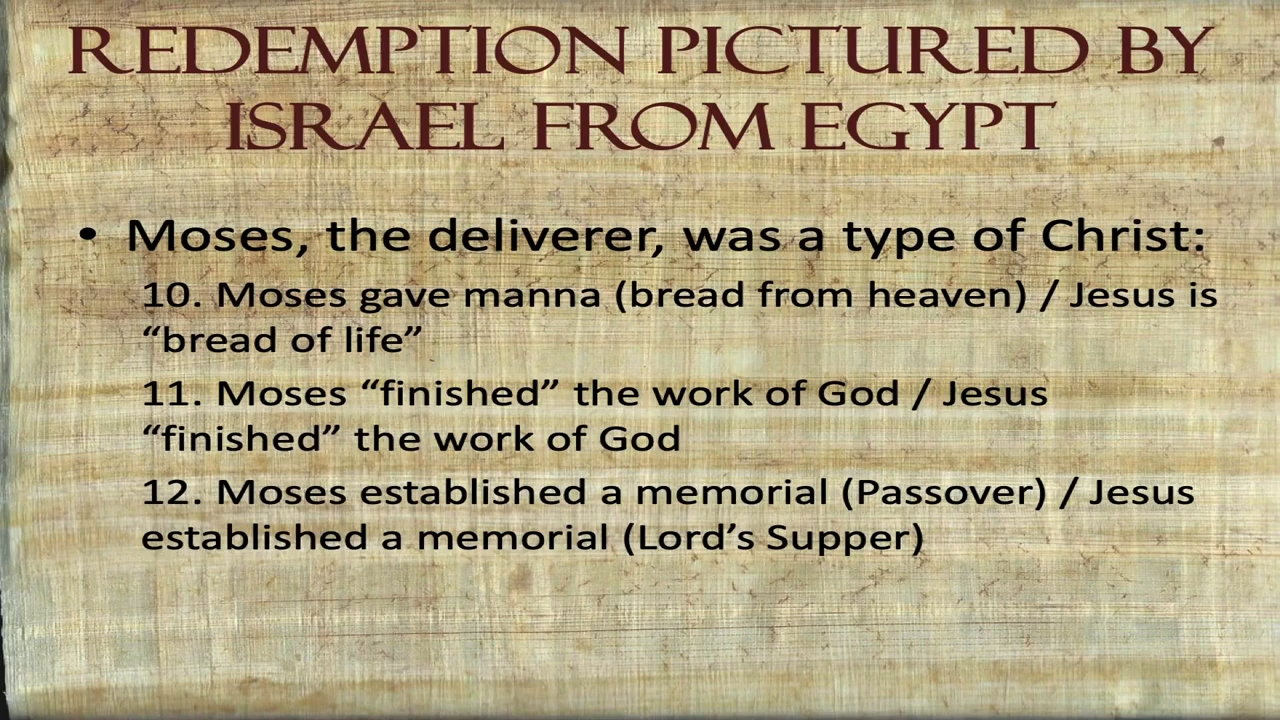 REDEMPTION PICTURED BY
ISRAEL FROM EGYPT
• Moses, the deliverer, was a type of Christ:
10. Moses gave manna (bread from heaven) / Jesus is
“bread of life”
11. Moses “finished” the work of God / Jesus
“finished” the work of God
12. Moses established a memorial (Passover) / Jesus
established a memorial (Lord’s Supper)